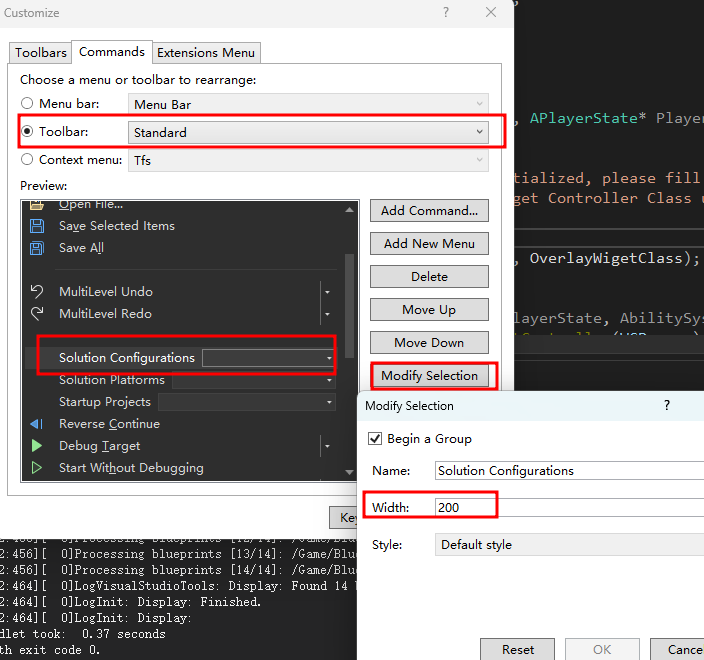 Customize
?
Toolbars Commands Extensions Menu
Choose a menu or toolbar to rearrange:
Menu bar: Menu Bar
Toolbar: Standard
Context menu: Tfs
Preview:
Open File...
Save Selected Items
Save All
MultiLevel Undo
MultiLevel Redo
Solution Configurations
Solution Platforms
Startup Projects
Reverse Continue
Debug Target
Start Without Debugging
Add Command...
Add New Menu
Delete
Move Up
Move Down
Modify Selection
, APlayerState* Player
tialized, please fill
get Controller Class
, OverlayWigetClass);
layerState, AbilitySys
Modify Selection
?
Begin a Group
Name: Solution Configurations
Width: 200
Style: Default style
Reset OK Cance
Key
2:456][ 0]Processing blueprints [13/14]: /Game/Blu
2:456][ 0]Processing blueprints [14/14]: /Game/Blu
2:464][ 0]LogVisualStudioTools: Display: Found 14
2:464][ 0]LogInit: Display: Finished.
2:464][ 0]LogInit: Display:
dlet took: 0.37 seconds
th exit code 0.